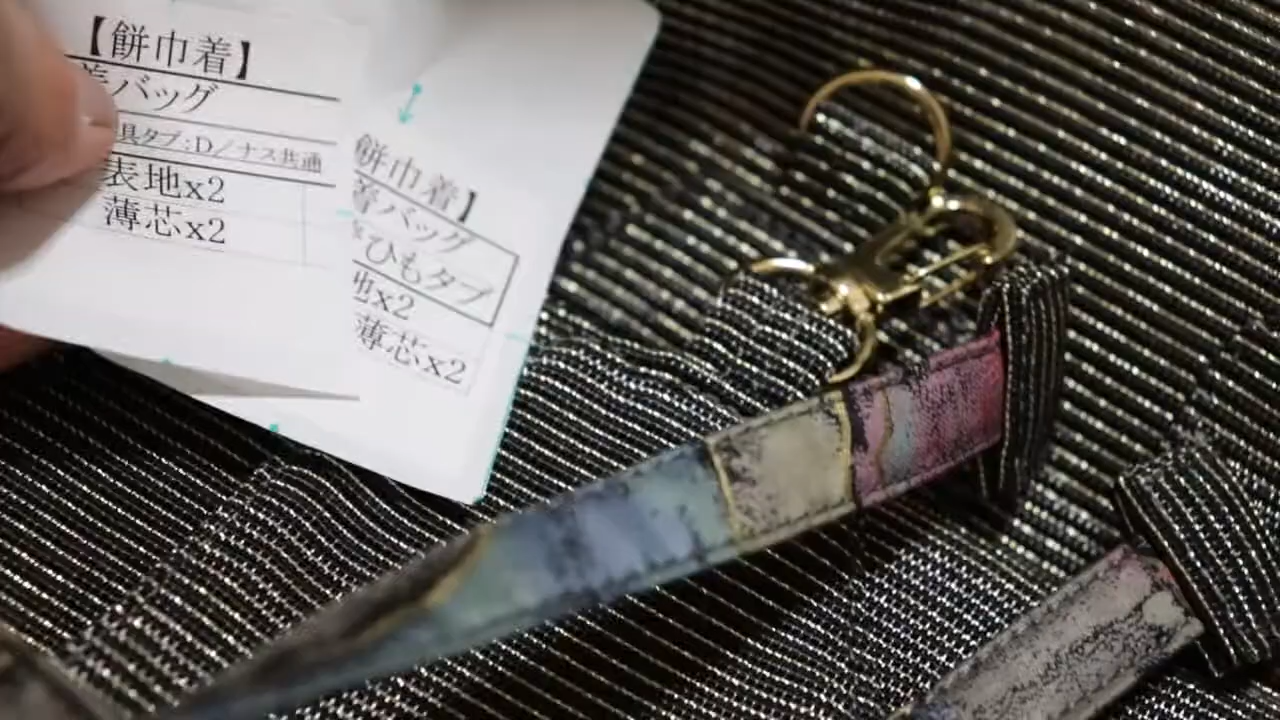 【餅巾着】
着バッグ
具タブ:D/ナス共通
表地x2
薄芯x2
餅巾着】
着バッグ
ひもタブ
地x2
薄芯x2